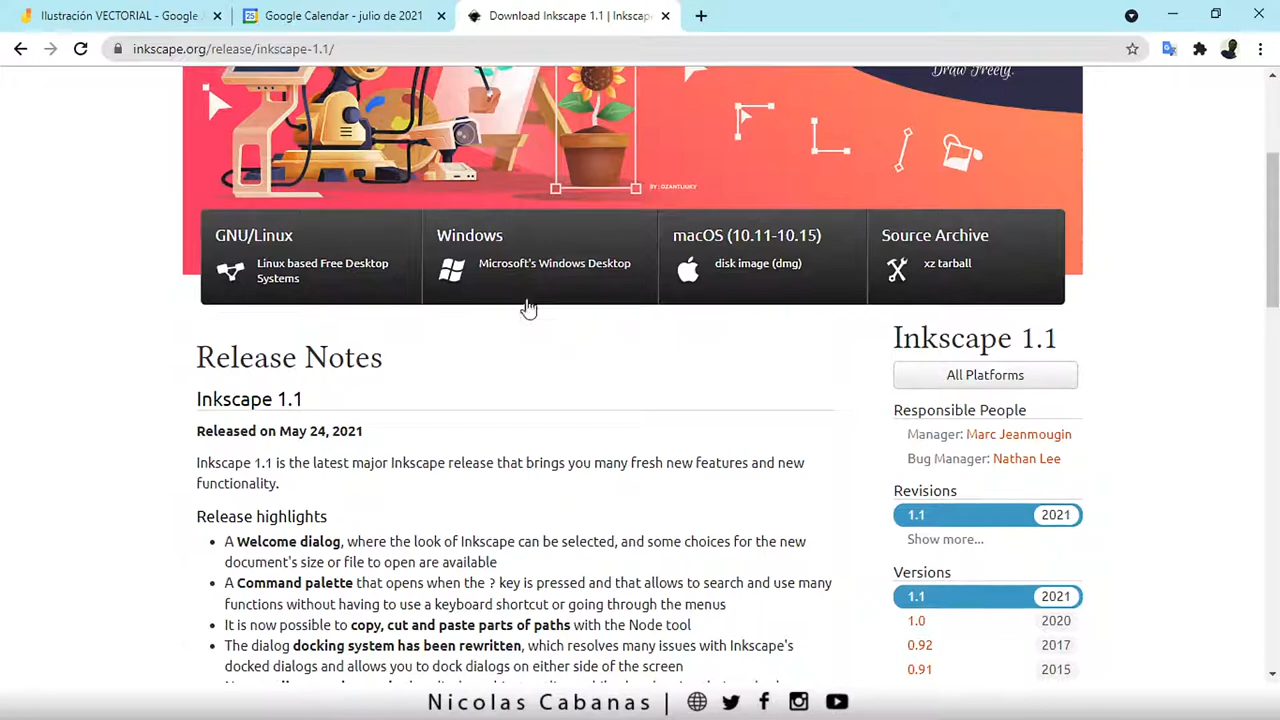 Ilustración VECTORIAL - Google
Google Calendar - julio de 2021
Download Inkscape 1.1 | Inkscape
inkscape.org/release/inkscape-1.1/
Draw Freely.
BY: OZANTLINKY
GNU/Linux
Linux based Free Desktop
Systems
Windows
Microsoft's Windows Desktop
macOS (10.11-10.15)
disk image (dmg)
Source Archive
xz tarball
Release Notes
Inkscape 1.1
Released on May 24, 2021
Inkscape 1.1 is the latest major Inkscape release that brings you many fresh new features and new
functionality.
Release highlights
• A Welcome dialog, where the look of Inkscape can be selected, and some choices for the new
document's size or file to open are available
• A Command palette that opens when the ? key is pressed and that allows to search and use many
functions without having to use a keyboard shortcut or going through the menus
• It is now possible to copy, cut and paste parts of paths with the Node tool
• The dialog docking system has been rewritten, which resolves many issues with Inkscape's
docked dialogs and allows you to dock dialogs on either side of the screen
Inkscape 1.1
All Platforms
Responsible People
Manager: Marc Jeanmougin
Bug Manager: Nathan Lee
Revisions
1.1 2021
Show more...
Versions
1.1 2021
1.0 2020
0.92 2017
0.91 2015
Nicolas Cabanas |